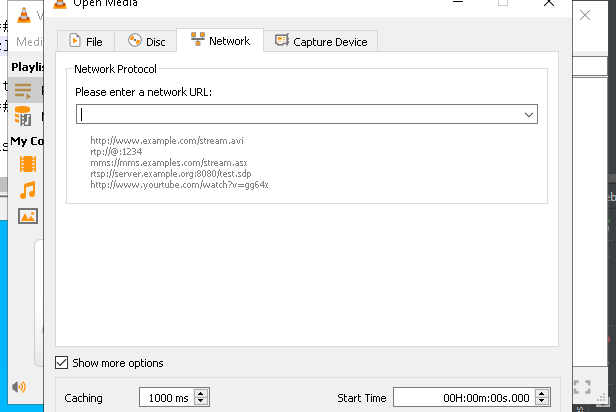 Open Media
Medi
Playlis
My Co
File
Disc
Network
Capture Device
Network Protocol
Please enter a network URL:
http://www.example.com/stream.avi
rtp://@:1234
mms://mms.examples.com/stream.asx
rtsp://server.example.org:8080/test.sdp
http://www.yourtube.com/watch?v=gg64x
Show more options
Caching
1000 ms
Start Time
00H:00m:00s.000